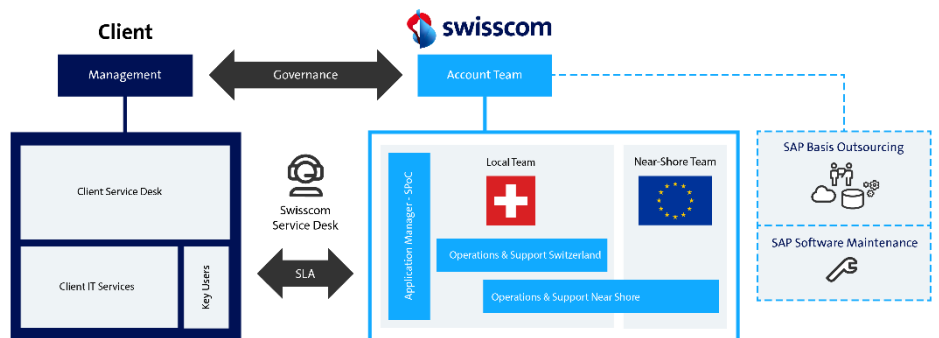 Client
swisscom
Management
Governance
Account Team
Client Service Desk
Client IT Services
Key Users
Swisscom
Service Desk
SLA
Application Manager - SPoC
Local Team
Near-Shore Team
Operations & Support Switzerland
Operations & Support Near Shore
SAP Basis Outsourcing
SAP Software Maintenance